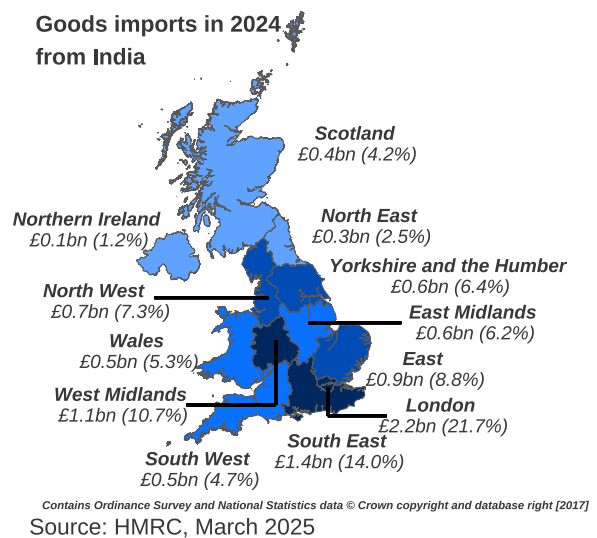 Goods imports in 2024
from India
Scotland
£0.4bn (4.2%)
Northern Ireland
£0.1bn (1.2%)
North East
£0.3bn (2.5%)
Yorkshire and the Humber
£0.6bn (6.4%)
North West
£0.7bn (7.3%)
East Midlands
£0.6bn (6.2%)
Wales
£0.5bn (5.3%)
East
£0.9bn (8.8%)
West Midlands
£1.1bn (10.7%)
London
£2.2bn (21.7%)
South East
£1.4bn (14.0%)
South West
£0.5bn (4.7%)
Contains Ordinance Survey and National Statistics data © Crown copyright and database right [2017]
Source: HMRC, March 2025